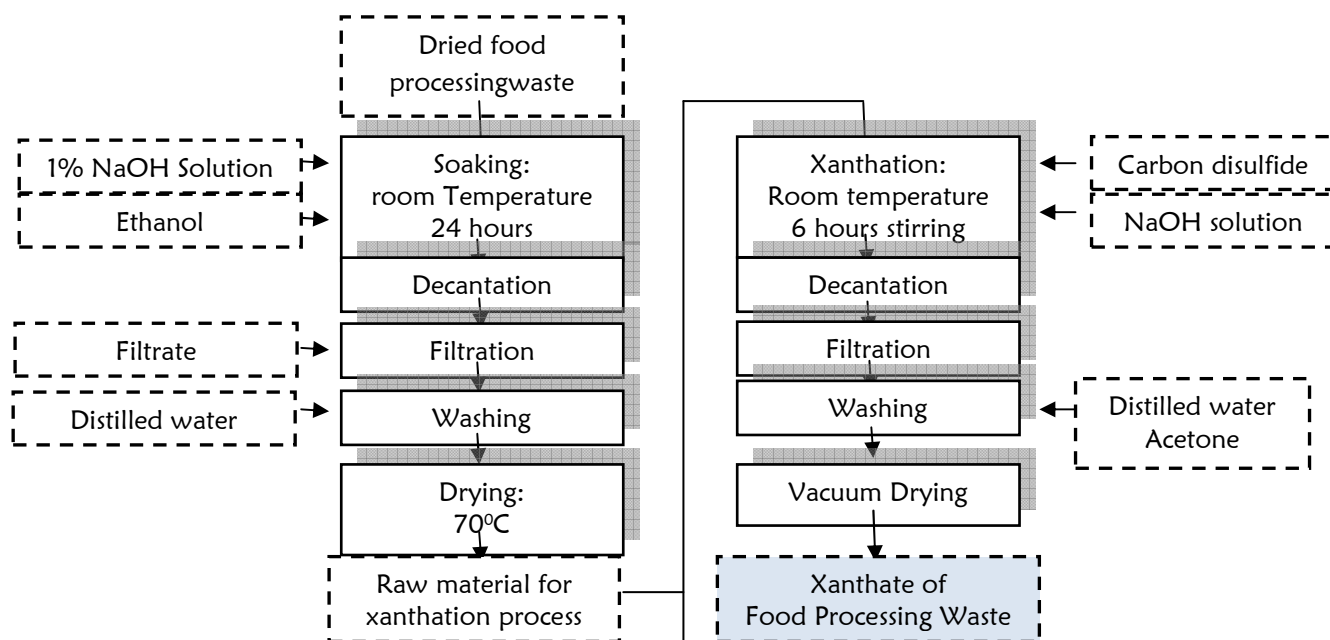 Dried food
processingwaste
1% NaOH Solution
Ethanol
Soaking:
room Temperature
24 hours
Decantation
Filtrate
Filtration
Distilled water
Washing
Drying:
70⁰C
Raw material for
xanthation process
Xanthation:
Room temperature
6 hours stirring
Carbon disulfide
NaOH solution
Decantation
Filtration
Washing
Distilled water
Acetone
Vacuum Drying
Xanthate of
Food Processing Waste